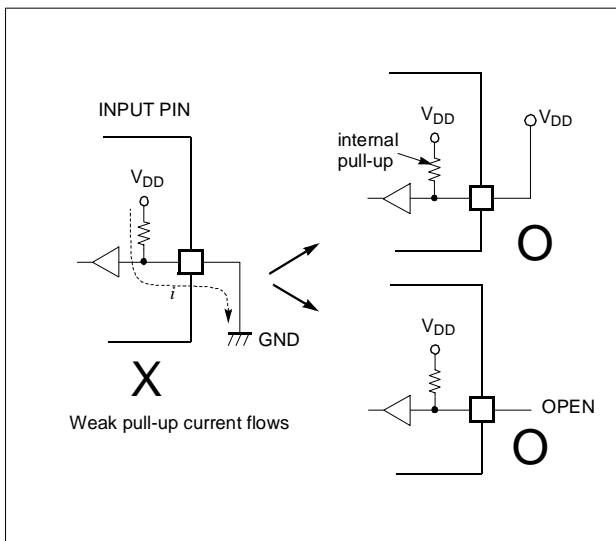 INPUT PIN
VDD
i
GND
X
Weak pull-up current flows
VDD
internal
pull-up
VDD
O
VDD
OPEN
O